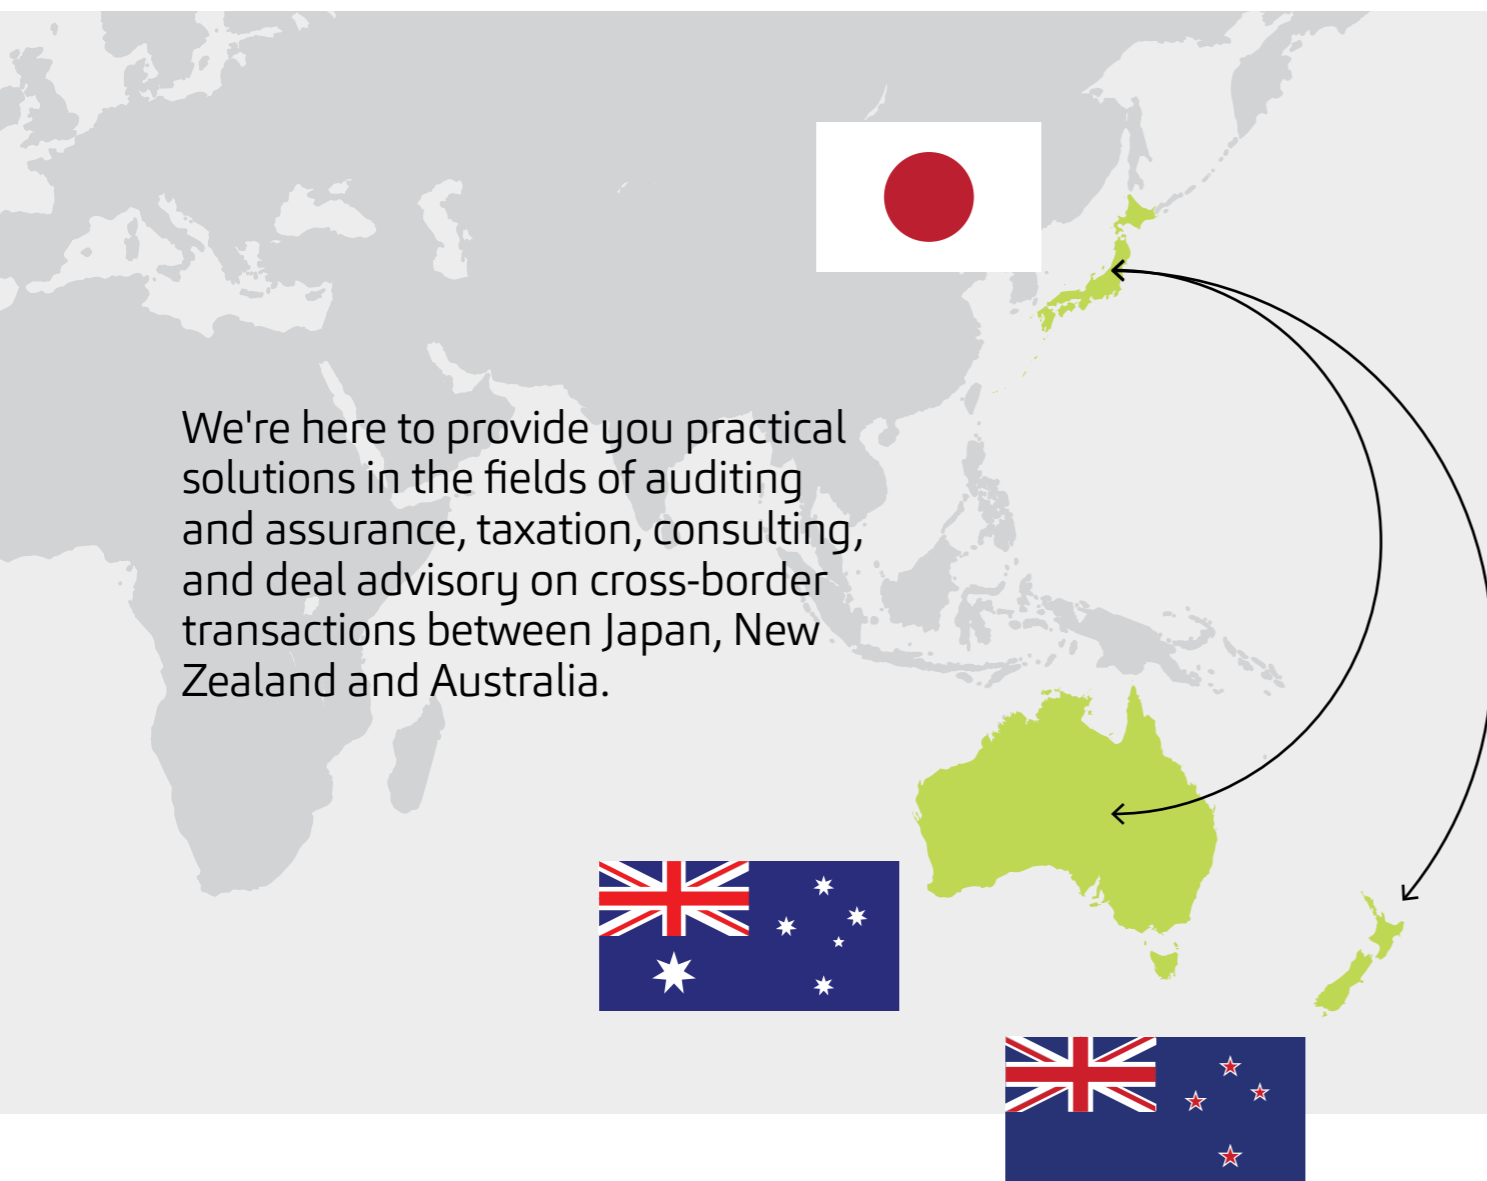 We're here to provide you practical
solutions in the fields of auditing
and assurance, taxation, consulting,
and deal advisory on cross-border
transactions between Japan, New
Zealand and Australia.